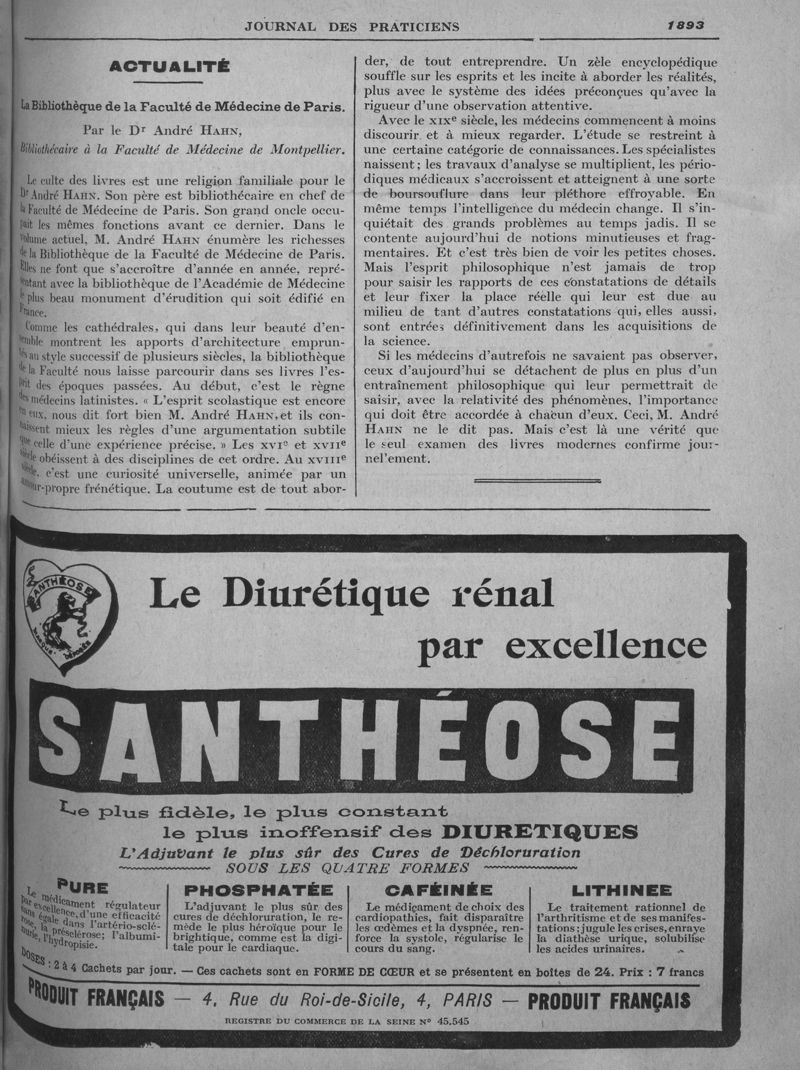 JOURNAL DES PRATICIENS 1893
ACTUALITÉ
La Bibliothèque de la Faculté de Médecine de Paris.
Par le Dr André HAHN,
Bibliothécaire à la Faculté de Médecine de Montpellier.
Le culte des livres est une religion familiale pour le
Dr André HAHN. Son père est bibliothécaire en chef de
la Faculté de Médecine de Paris. Son grand oncle occu-
pait les mêmes fonctions avant ce dernier. Dans le
volume actuel, M. André HAHN énumère les richesses
de la Bibliothèque de la Faculté de Médecine de Paris.
Elles ne font que s'accroître d'année en année, repré-
sentant avec la bibliothèque de l'Académie de Médecine
le plus beau monument d'érudition qui soit édifié en
France.
Comme les cathédrales, qui dans leur beauté d'en-
semble montrent les apports d'architecture emprun-
tés au style successif de plusieurs siècles, la bibliothèque
de la Faculté nous laisse parcourir dans ses livres l'es-
prit des époques passées. Au début, c'est le règne
des médecins latinistes. « L'esprit scolastique est encore
en eux, nous dit fort bien M. André HAHN, et ils con-
naissent mieux les règles d'une argumentation subtile
que celle d'une expérience précise. » Les XVIe et XVIIe
siècle obéissent à des disciplines de cet ordre. Au XVIIIe
siècle, c'est une curiosité universelle, animée par un
amour-propre frénétique. La coutume est de tout abor-
der, de tout entreprendre. Un zèle encyclopédique
souffle sur les esprits et les incite à aborder les réalités,
plus avec le système des idées préconçues qu'avec la
rigueur d'une observation attentive.
Avec le XIXe siècle, les médecins commencent à moins
discourir et à mieux regarder. L'étude se restreint à
une certaine catégorie de connaissances. Les spécialistes
naissent; les travaux d'analyse se multiplient, les pério-
diques médicaux s'accroissent et atteignent à une sorte
de boursouflure dans leur pléthore effroyable. En
même temps l'intelligence du médecin change. Il s'in-
quiétait des grands problèmes au temps jadis. Il se
contente aujourd'hui de notions minutieuses et frag-
mentaires. Et c'est très bien de voir les petites choses.
Mais l'esprit philosophique n'est jamais de trop
pour saisir les rapports de ces constatations de détails
et leur fixer la place réelle qui leur est due au
milieu de tant d'autres constatations qui, elles aussi,
sont entrées définitivement dans les acquisitions de
la science.
Si les médecins d'autrefois ne savaient pas observer,
ceux d'aujourd'hui se détachent de plus en plus d'un
entraînement philosophique qui leur permettrait de
saisir, avec la relativité des phénomènes, l'importance
qui doit être accordée à chacun d'eux. Ceci, M. André
HAHN ne le dit pas. Mais c'est là une vérité que
le seul examen des livres modernes confirme jour-
nel'ement.
SANTHÉOSE
MARQUE DÉPOSÉE
Le Diurétique rénal
par excellence
SANTHÉOSE
Le plus fidèle, le plus constant
le plus inoffensif des DIURETIQUES
L'Adjuvant le plus sûr des Cures de Déchloruration
SOUS LES QUATRE FORMES
PURE
Le médicament régulateur
par excellence, d'une efficacité
sans égale dans l'artério-sclé-
rose, la présclérose; l'albumi-
nurie, l'hydropisie.
PHOSPHATÉE
L'adjuvant le plus sûr des
cures de déchloruration, le re-
mède le plus héroïque pour le
brightique, comme est la digi-
tale pour le cardiaque.
CAFÉINÉE
Le médicament de choix des
cardiopathies, fait disparaître
les œdèmes et la dyspnée, ren-
force la systole, régularise le
cours du sang.
LITHINEE
Le traitement rationnel de
l'arthritisme et de ses manifes-
tations; jugule les crises, enraye
la diathèse urique, solubilise
les acides urinaires.
DOSES : 2 à 4 Cachets par jour. — Ces cachets sont en FORME DE CŒUR et se présentent en boîtes de 24. Prix : 7 francs
PRODUIT FRANÇAIS — 4, Rue du Roi-de-Sicile, 4, PARIS — PRODUIT FRANÇAIS
REGISTRE DU COMMERCE DE LA SEINE N° 45.545